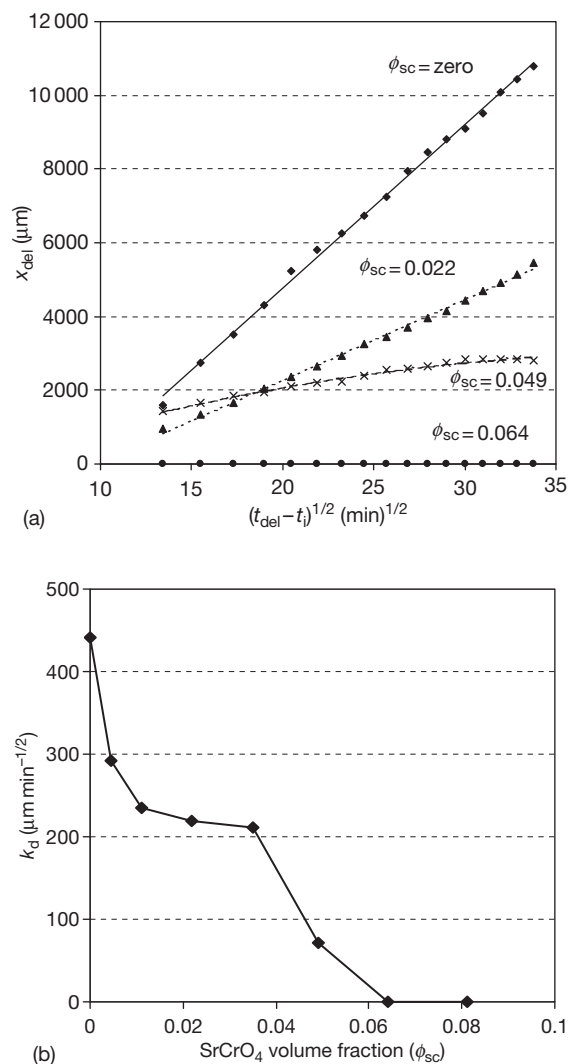 12 000
10 000
8000
6000
4000
2000
0
x_del (μm)
ϕ_sc = zero
ϕ_sc = 0.022
ϕ_sc = 0.049
ϕ_sc = 0.064
10 15 20 25 30 35
(a)
(t_del − t_i)^1/2 (min)^1/2
500
400
300
200
100
0
k_d (μm min^−1/2)
0 0.02 0.04 0.06 0.08 0.1
(b)
SrCrO₄ volume fraction (ϕ_sc)